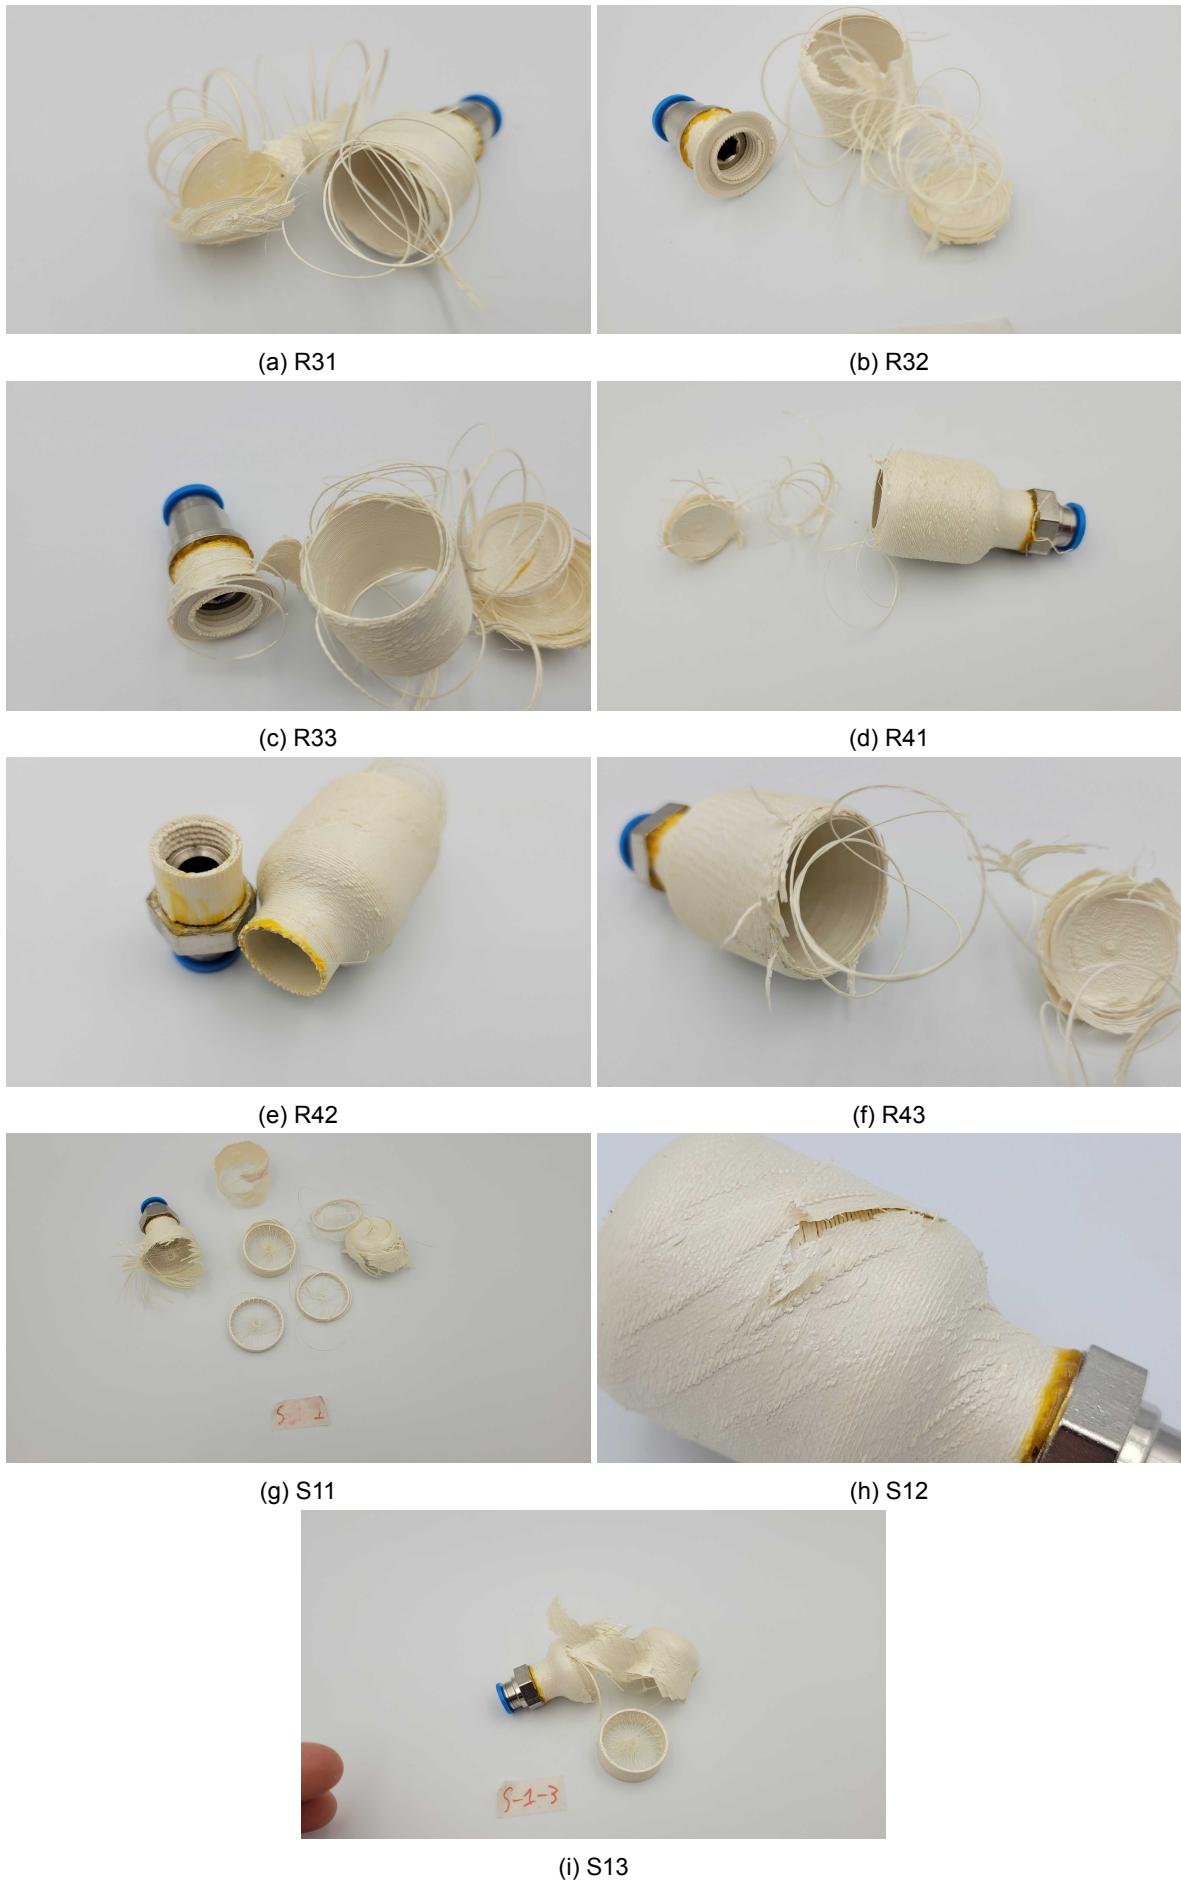 (a) R31
(b) R32
(c) R33
(d) R41
(e) R42
(f) R43
S 1
(g) S11
(h) S12
S-1-3
(i) S13